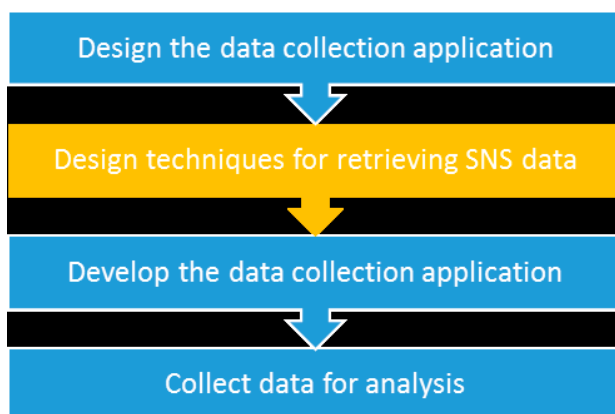 Design the data collection application
Design techniques for retrieving SNS data
Develop the data collection application
Collect data for analysis